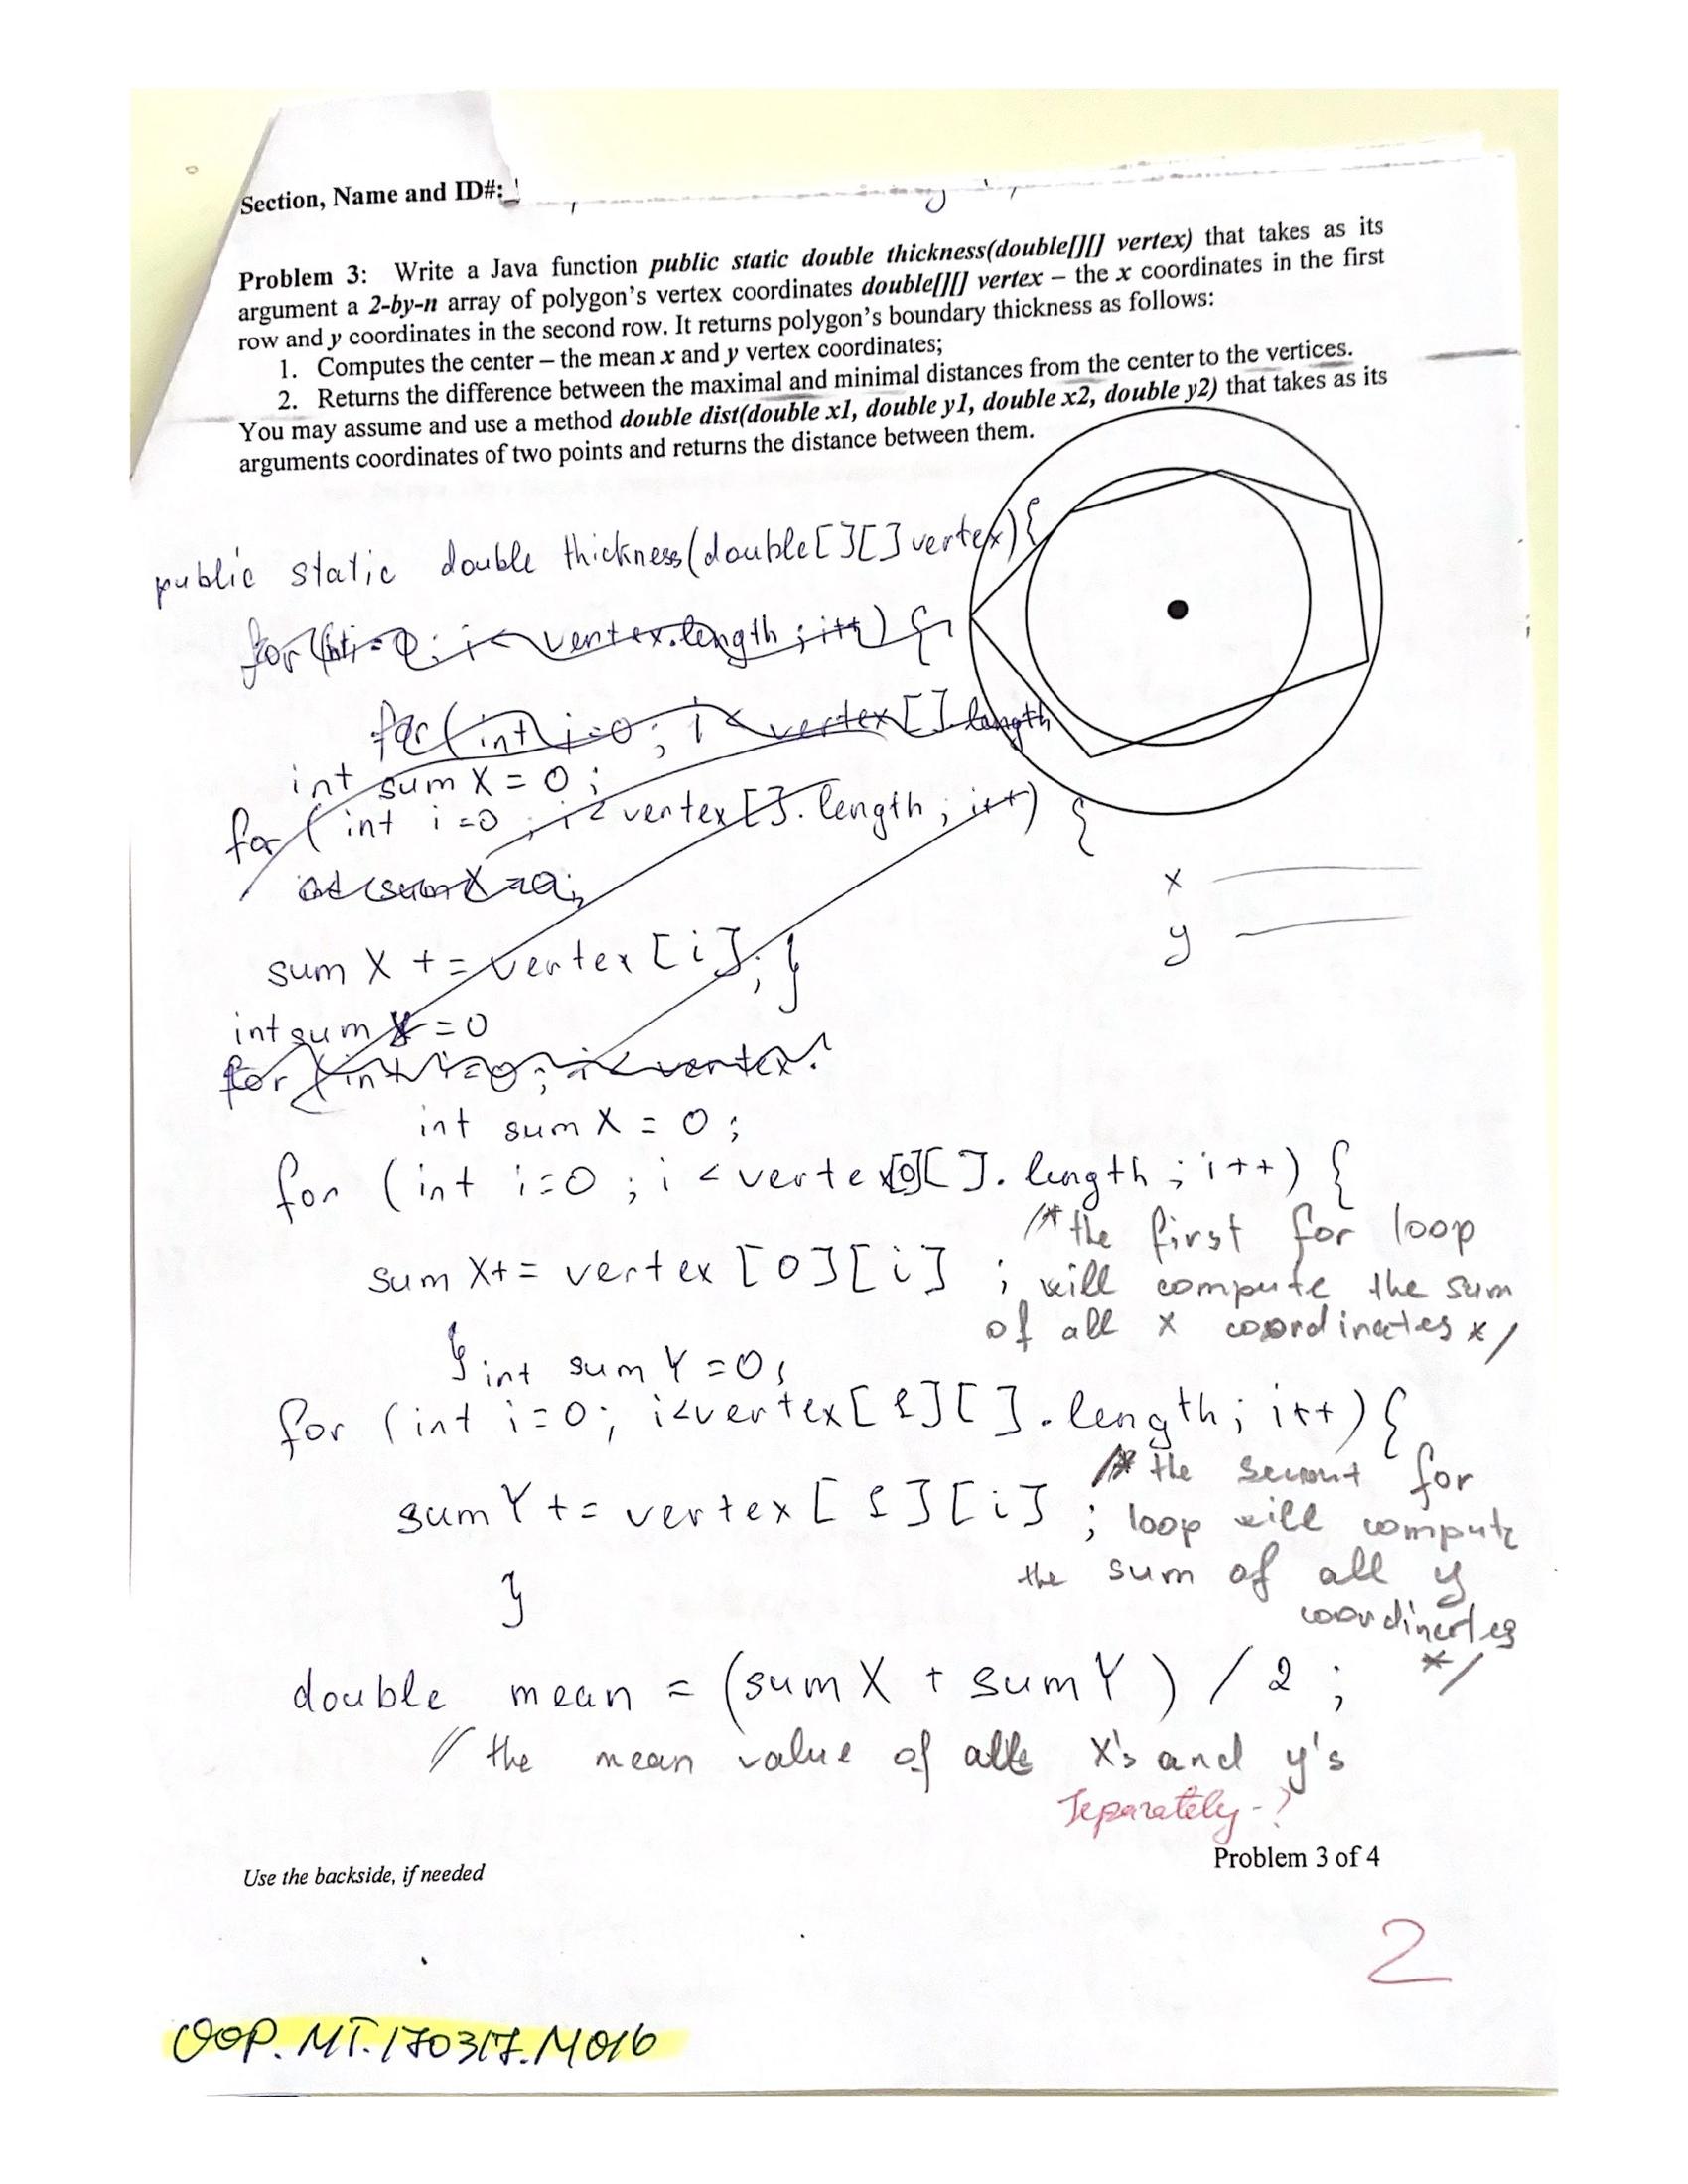 Section, Name and ID#:
Problem 3: Write a Java function public static double thickness(double[][] vertex) that takes as its
argument a 2-by-n array of polygon's vertex coordinates double[][] vertex – the x coordinates in the first
row and y coordinates in the second row. It returns polygon's boundary thickness as follows:
1. Computes the center – the mean x and y vertex coordinates;
2. Returns the difference between the maximal and minimal distances from the center to the vertices.
You may assume and use a method double dist(double x1, double y1, double x2, double y2) that takes as its
arguments coordinates of two points and returns the distance between them.
public static double thickness(double[][] vertex){
for (int i=0; i< vertex.length; i++) {
for (int i=0; i< vertex[].length
int sumX = 0;
for (int i=0; i< vertex[].length; i++) {
int sumX=0;
x
y
sumX += vertex[i]; }
int sumY=0
for (int i=0; i<vertex.
int sumX = 0;
for (int i=0; i<vertex[0][].length; i++) {
/* the first for loop
sumX+= vertex [0][i] ; will compute the sum
of all x coordinates */
} int sumY=0;
for (int i=0; i<vertex[1][].length; i++){
/* the secont for
sumY+= vertex[1][i] ; loop will compute
the sum of all y
} coordinates
*/
double mean = (sumX + sumY) / 2 ;
// the mean value of all x's and y's
Separately-?
Problem 3 of 4
Use the backside, if needed
2
OOP.MT.170317.M016